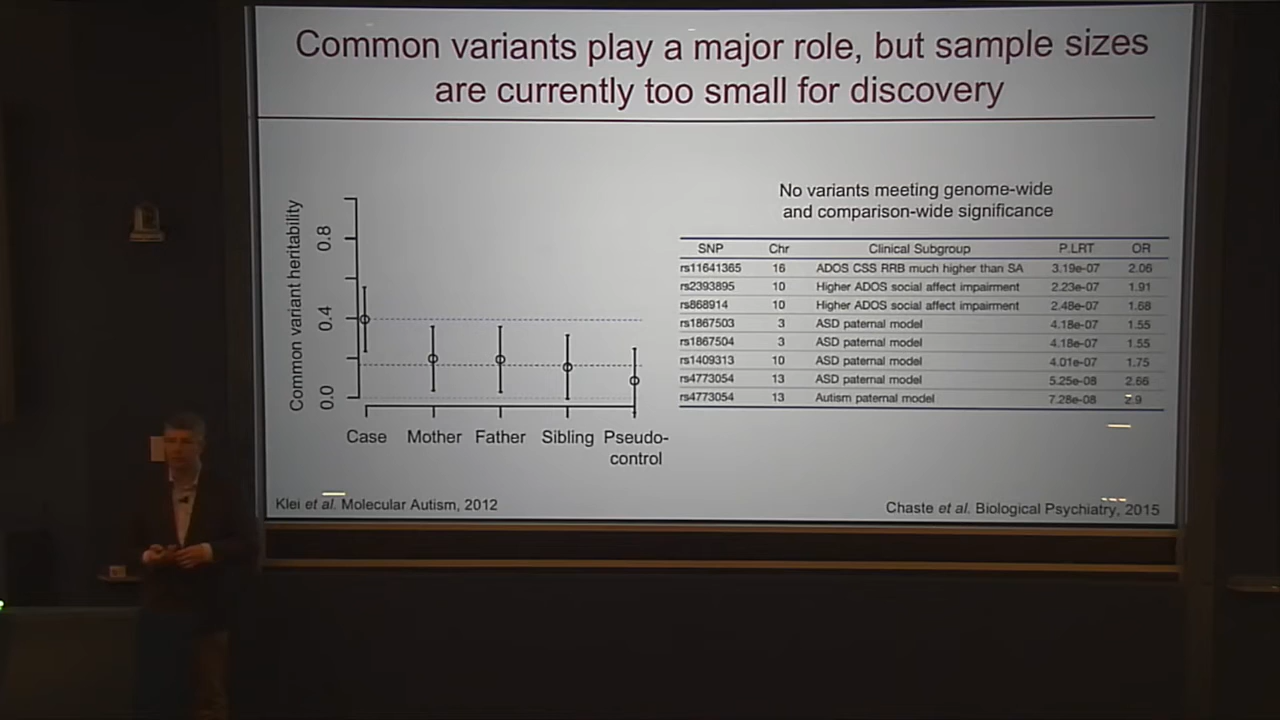 Common variants play a major role, but sample sizes
are currently too small for discovery
Common variant heritability
0.8
0.4
0.0
Case Mother Father Sibling Pseudo-
control
Klei et al. Molecular Autism, 2012
No variants meeting genome-wide
and comparison-wide significance
SNP Chr Clinical Subgroup P.LRT OR
rs11641365 16 ADOS CSS RRB much higher than SA 3.19e-07 2.06
rs2393895 10 Higher ADOS social affect impairment 2.23e-07 1.91
rs868914 10 Higher ADOS social affect impairment 2.48e-07 1.68
rs1867503 3 ASD paternal model 4.18e-07 1.55
rs1867504 3 ASD paternal model 4.18e-07 1.55
rs1409313 10 ASD paternal model 4.01e-07 1.75
rs4773054 13 ASD paternal model 5.25e-08 2.66
rs4773054 13 Autism paternal model 7.28e-08 2.9
Chaste et al. Biological Psychiatry, 2015